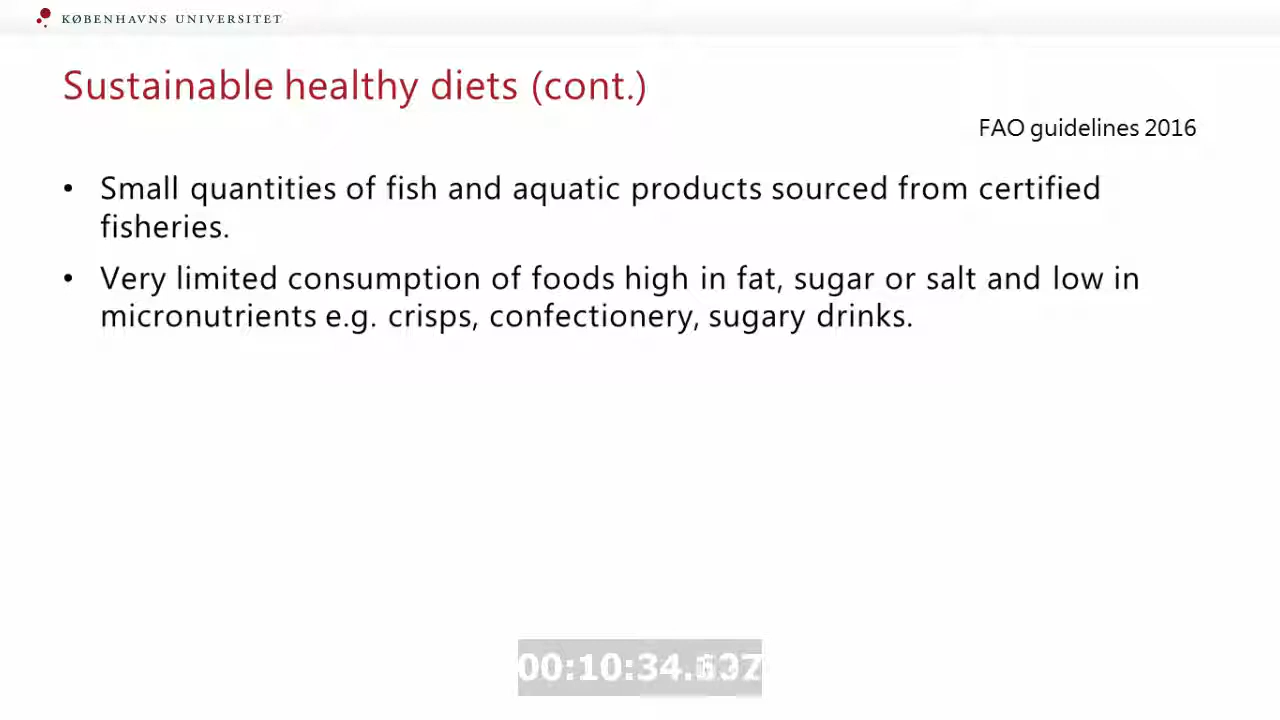 KØBENHAVNS UNIVERSITET
Sustainable healthy diets (cont.)
FAO guidelines 2016
• Small quantities of fish and aquatic products sourced from certified
fisheries.
• Very limited consumption of foods high in fat, sugar or salt and low in
micronutrients e.g. crisps, confectionery, sugary drinks.